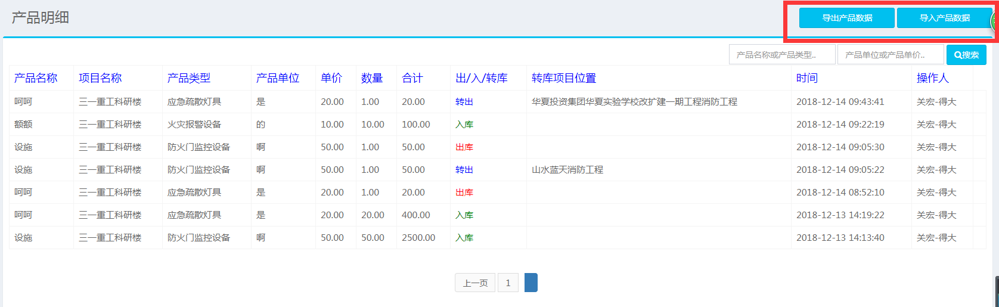 产品明细
导出产品数据 导入产品数据
产品名称或产品类型.. 产品单位或产品单价.. 搜索
产品名称 项目名称 产品类型 产品单位 单价 数量 合计 出/入/转库 转库项目位置 时间 操作人
呵呵 三一重工科研楼 应急疏散灯具 是 20.00 1.00 20.00 转出 华夏投资集团华夏实验学校改扩建一期工程消防工程 2018-12-14 09:43:41 关宏-得大
额额 三一重工科研楼 火灾报警设备 的 10.00 10.00 100.00 入库 2018-12-14 09:22:19 关宏-得大
设施 三一重工科研楼 防火门监控设备 啊 50.00 1.00 50.00 出库 2018-12-14 09:05:30 关宏-得大
设施 三一重工科研楼 防火门监控设备 啊 50.00 1.00 50.00 转出 山水蓝天消防工程 2018-12-14 09:05:22 关宏-得大
呵呵 三一重工科研楼 应急疏散灯具 是 20.00 1.00 20.00 出库 2018-12-14 08:52:10 关宏-得大
呵呵 三一重工科研楼 应急疏散灯具 是 20.00 20.00 400.00 入库 2018-12-13 14:19:22 关宏-得大
设施 三一重工科研楼 防火门监控设备 啊 50.00 50.00 2500.00 入库 2018-12-13 14:13:40 关宏-得大
上一页 1